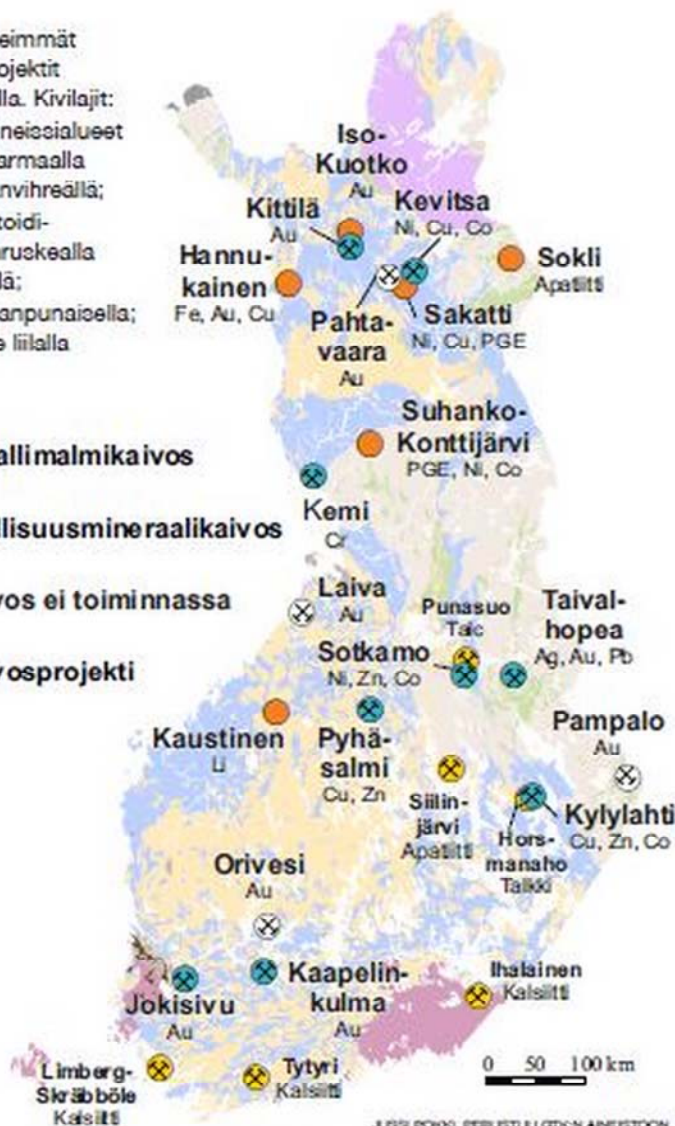 eimmät
ojektit
lla. Kivilajit:
neissialueet
armaalla
nvihreällä;
toidi-
ruskealla
lä;
anpunaisella;
e liilalla
allimalmikaivos
llisuusmineraalikaivos
vos ei toiminnassa
vosprojekti
Iso-
Kuotko
Au
Kittilä
Au
Kevitsa
Ni, Cu, Co
Hannu-
kainen
Fe, Au, Cu
Sokli
Apatiitti
Pahta-
vaara
Au
Sakatti
Ni, Cu, PGE
Suhanko-
Konttijärvi
PGE, Ni, Co
Kemi
Cr
Laiva
Au
Punasuo
Talc
Taival-
hopea
Ag, Au, Pb
Sotkamo
Ni, Zn, Co
Kaustinen
Li
Pyhä-
salmi
Cu, Zn
Pampalo
Au
Siilin-
järvi
Apatiitti
Kylylahti
Cu, Zn, Co
Hors-
manaho
Talkki
Orivesi
Au
Jokisivu
Au
Kaapelin-
kulma
Au
Ihalainen
Kalsiitti
Limberg-
Skräbböle
Kalsiitti
Tytyri
Kalsiitti
0 50 100 km